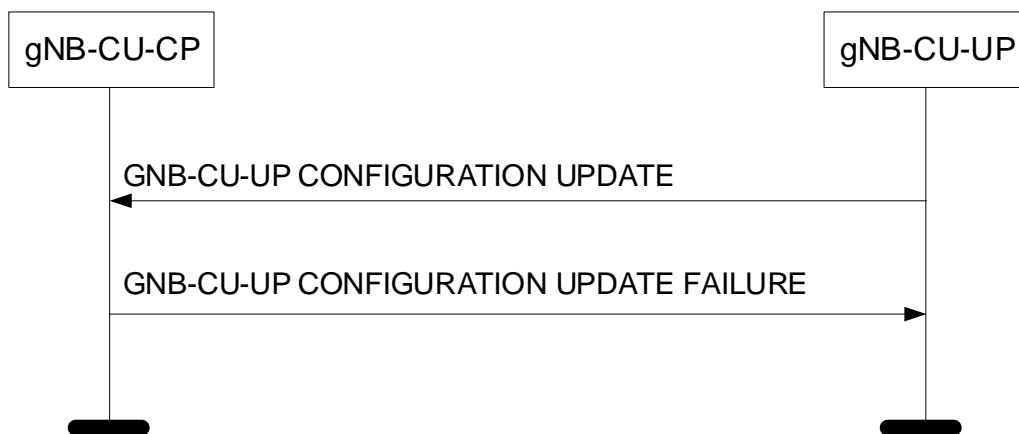 gNB-CU-CP
gNB-CU-UP
GNB-CU-UP CONFIGURATION UPDATE
GNB-CU-UP CONFIGURATION UPDATE FAILURE